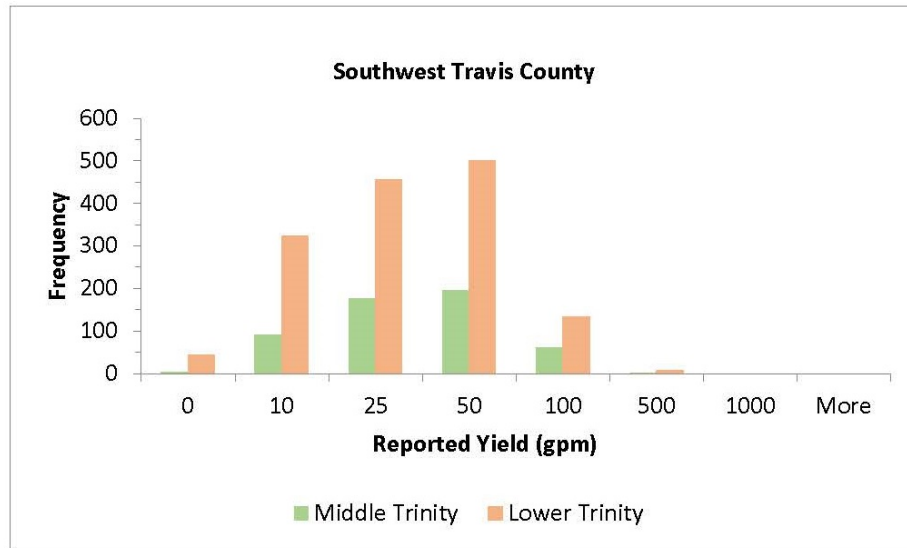 Southwest Travis County
600
500
400
300
200
100
0
Frequency
0 10 25 50 100 500 1000 More
Reported Yield (gpm)
Middle Trinity Lower Trinity